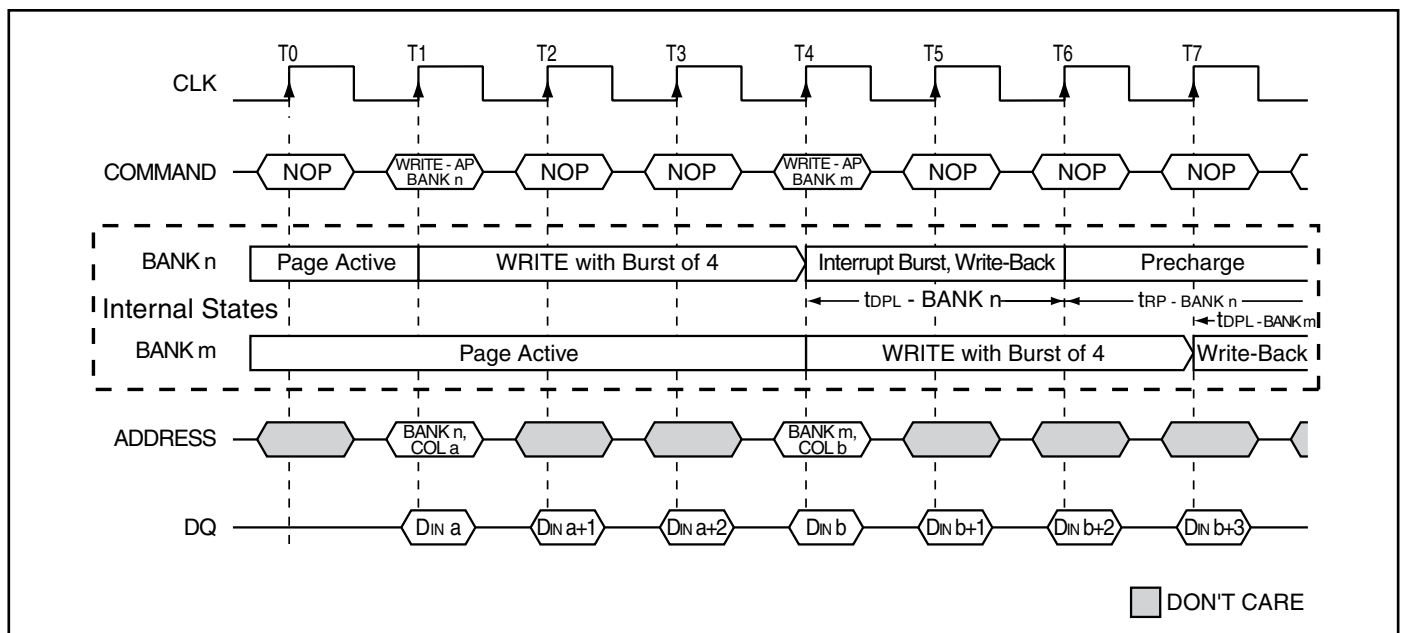 T0 T1 T2 T3 T4 T5 T6 T7
CLK
COMMAND NOP WRITE - AP BANK n NOP NOP WRITE - AP BANK m NOP NOP NOP
BANK n Page Active WRITE with Burst of 4 Interrupt Burst, Write-Back Precharge
Internal States tDPL - BANK n tRP - BANK n
tDPL - BANK m
BANK m Page Active WRITE with Burst of 4 Write-Back
ADDRESS BANK n, COL a BANK m, COL b
DQ DIN a DIN a+1 DIN a+2 DIN b DIN b+1 DIN b+2 DIN b+3
DON'T CARE